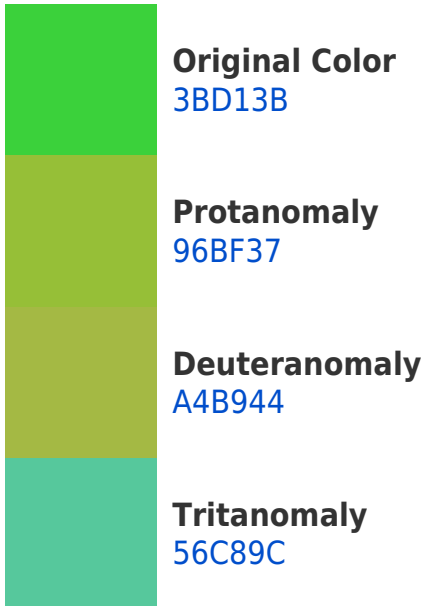 Original Color
3BD13B
Protanomaly
96BF37
Deuteranomaly
A4B944
Tritanomaly
56C89C